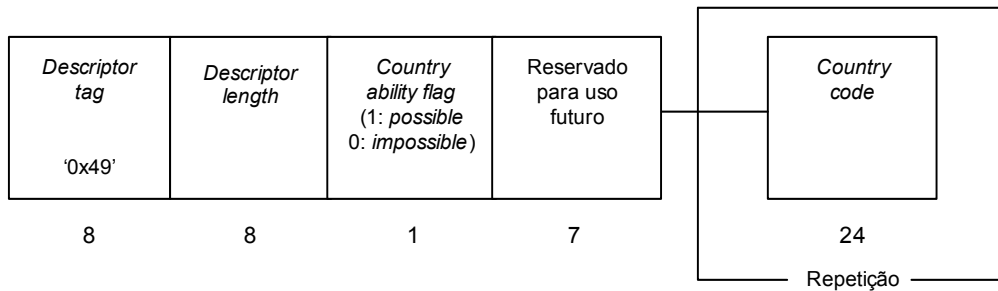 Descriptor
tag
'0x49'
Descriptor
length
Country
ability flag
(1: possible
0: impossible)
Reservado
para uso
futuro
Country
code
8
8
1
7
24
Repetição